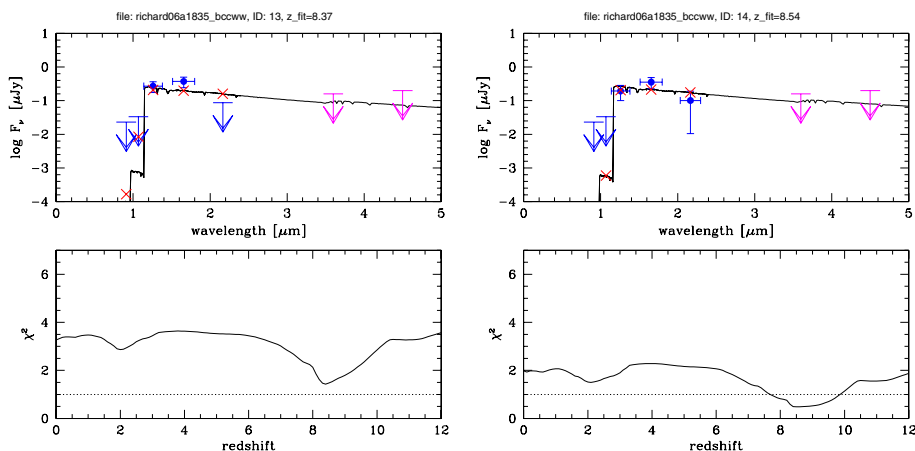 file: richard06a1835_bccww, ID: 13, z_fit=8.37
1
0
−1
−2
−3
−4
log Fν [μJy]
0 1 2 3 4 5
wavelength [μm]
6
4
2
0
χ²
0 2 4 6 8 10 12
redshift
file: richard06a1835_bccww, ID: 14, z_fit=8.54
1
0
−1
−2
−3
−4
log Fν [μJy]
0 1 2 3 4 5
wavelength [μm]
6
4
2
0
χ²
0 2 4 6 8 10 12
redshift